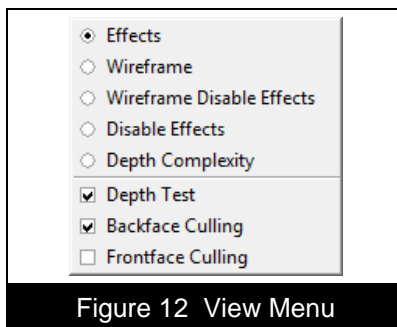 Effects
Wireframe
Wireframe Disable Effects
Disable Effects
Depth Complexity
Depth Test
Backface Culling
Frontface Culling
Figure 12 View Menu